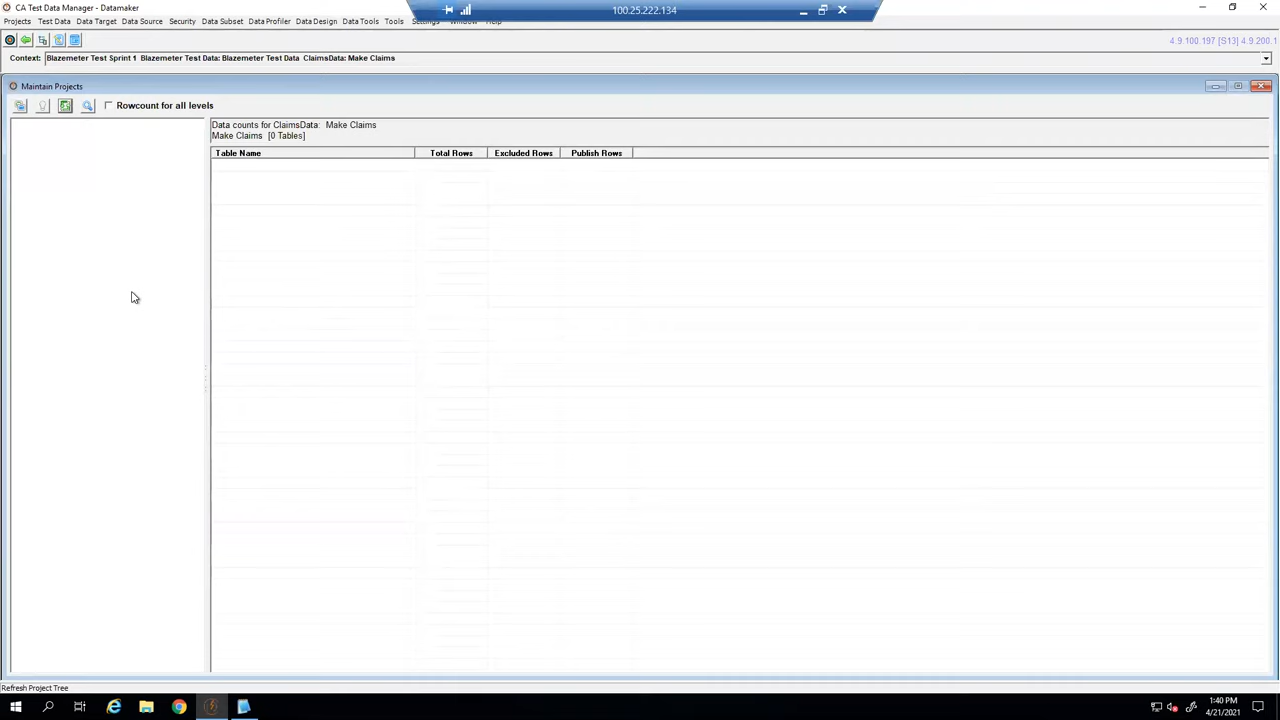 CA Test Data Manager - Datamaker
100.25.222.134
Projects Test Data Data Target Data Source Security Data Subset Data Profiler Data Design Data Tools Tools Settings Window Help
4.9.100.197 [S13] 4.9.200.1
Context: Blazemeter Test Sprint 1 Blazemeter Test Data: Blazemeter Test Data ClaimsData: Make Claims
Maintain Projects
Rowcount for all levels
Data counts for ClaimsData: Make Claims
Make Claims [0 Tables]
Table Name Total Rows Excluded Rows Publish Rows
Refresh Project Tree
1:40 PM
4/21/2021